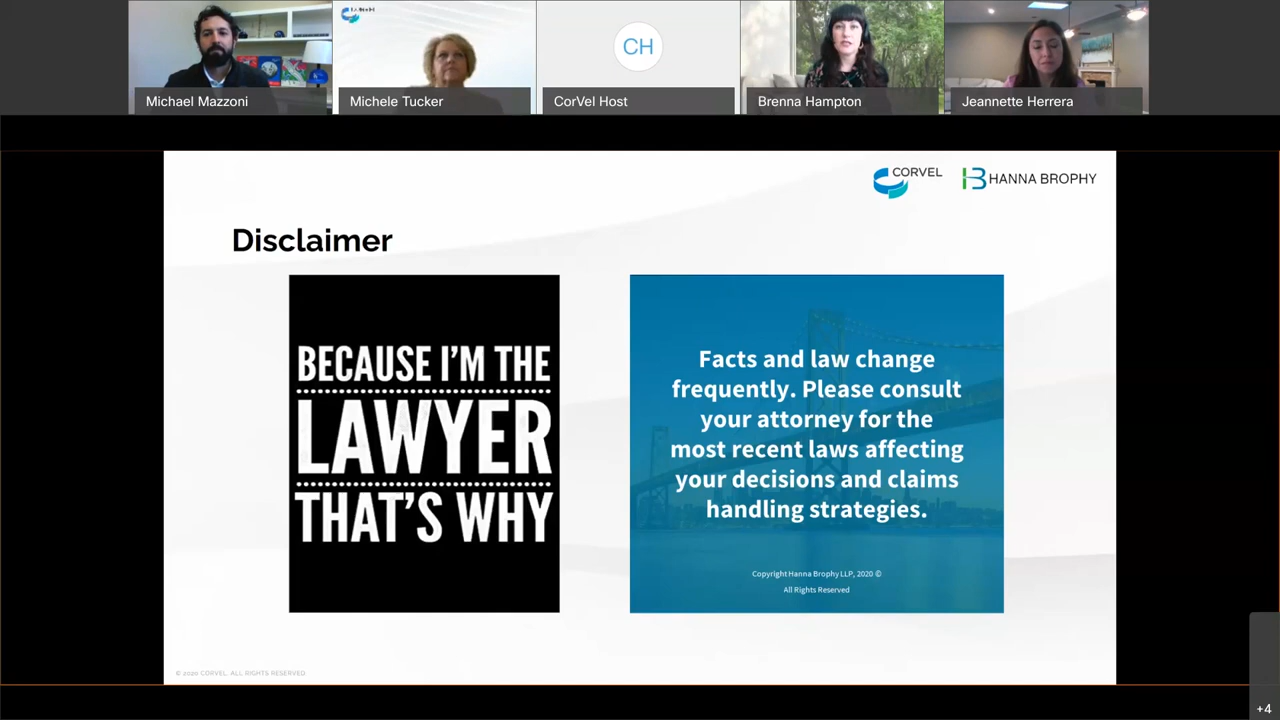 Michael Mazzoni
Michele Tucker
CH
CorVel Host
Brenna Hampton
Jeannette Herrera
CORVEL
HANNA BROPHY
Disclaimer
BECAUSE I'M THE
LAWYER
THAT'S WHY
Facts and law change
frequently. Please consult
your attorney for the
most recent laws affecting
your decisions and claims
handling strategies.
Copyright Hanna Brophy LLP, 2020 ©
All Rights Reserved
© 2020 CORVEL. ALL RIGHTS RESERVED.
+4